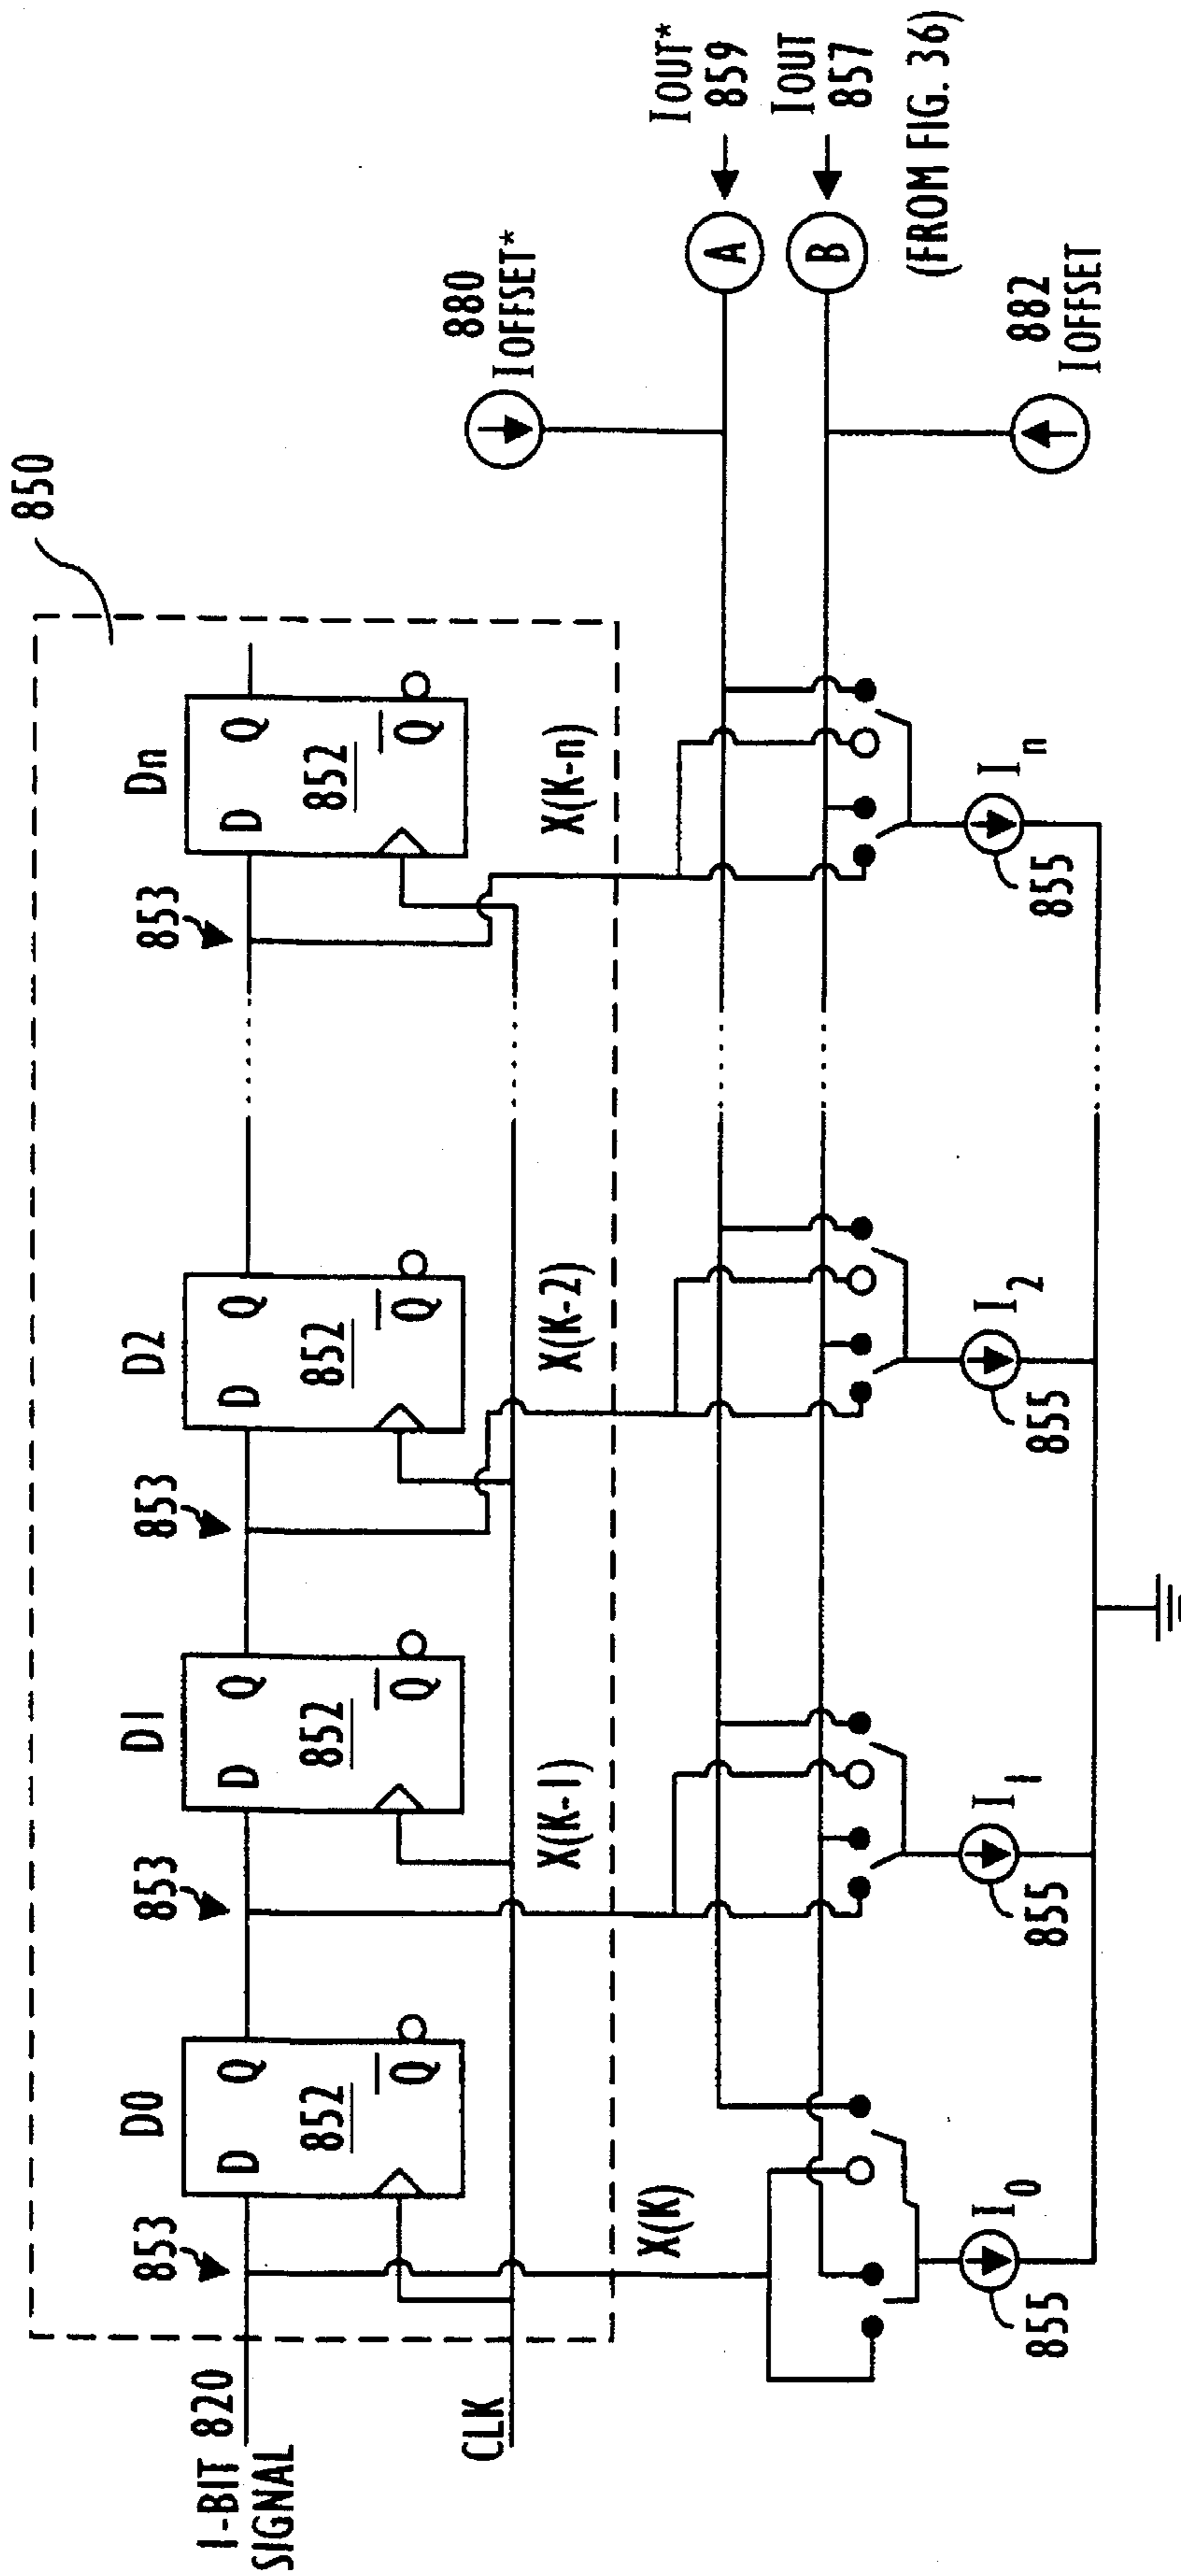 850
D0
D1
D2
Dn
853
D
Q
852
Q
853
D
Q
852
Q
853
D
Q
852
Q
853
D
Q
852
Q
1-BIT 820
SIGNAL
CLK
X(K)
X(K-1)
X(K-2)
X(K-n)
880
IOFFSET*
A
IOUT*
859
B
IOUT
857
(FROM FIG. 36)
882
IOFFSET
855
I0
855
I1
855
I2
855
In